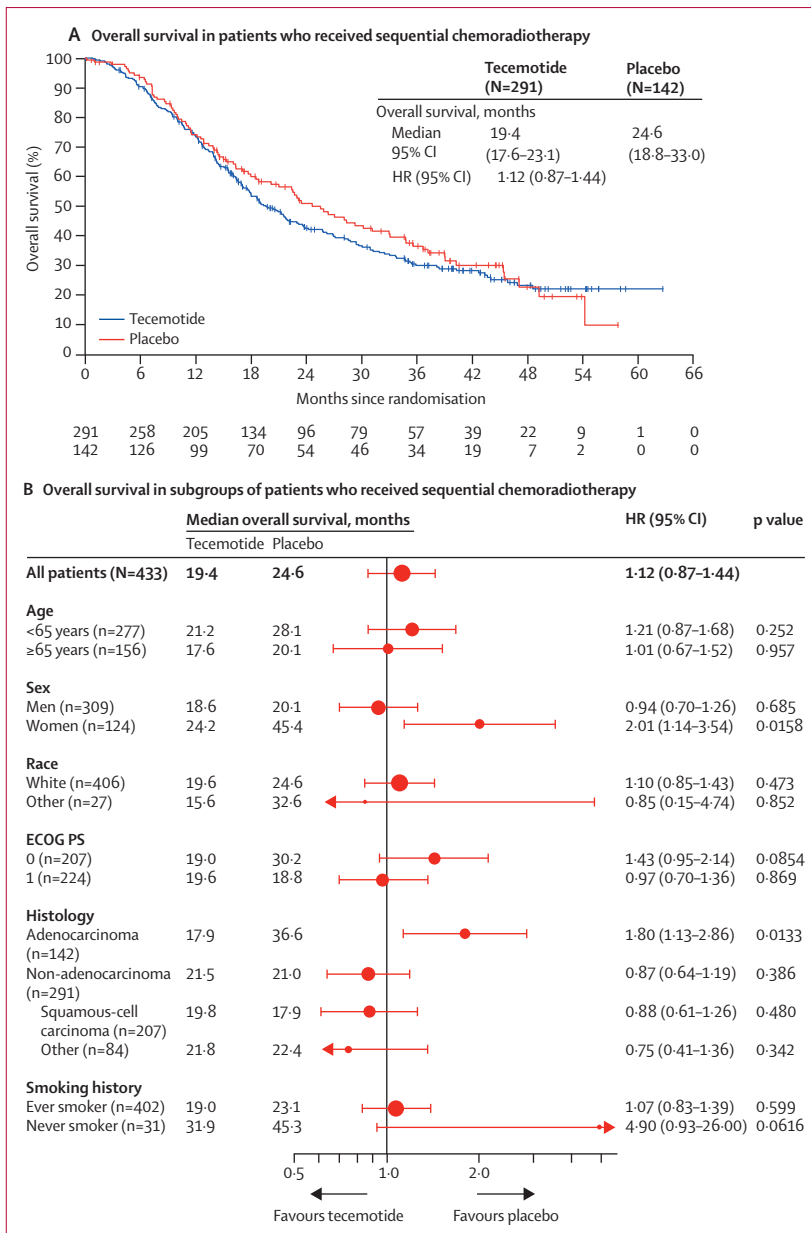 A Overall survival in patients who received sequential chemoradiotherapy
Tecemotide (N=291) Placebo (N=142)
Overall survival, months
Median 19·4 24·6
95% CI (17·6–23·1) (18·8–33·0)
HR (95% CI) 1·12 (0·87–1·44)
Overall survival (%)
100
90
80
70
60
50
40
30
20
10
0
Tecemotide
Placebo
0 6 12 18 24 30 36 42 48 54 60 66
Months since randomisation
291 258 205 134 96 79 57 39 22 9 1 0
142 126 99 70 54 46 34 19 7 2 0 0
B Overall survival in subgroups of patients who received sequential chemoradiotherapy
Median overall survival, months HR (95% CI) p value
Tecemotide Placebo
All patients (N=433) 19·4 24·6 1·12 (0·87–1·44)
Age
<65 years (n=277) 21·2 28·1 1·21 (0·87–1·68) 0·252
≥65 years (n=156) 17·6 20·1 1·01 (0·67–1·52) 0·957
Sex
Men (n=309) 18·6 20·1 0·94 (0·70–1·26) 0·685
Women (n=124) 24·2 45·4 2·01 (1·14–3·54) 0·0158
Race
White (n=406) 19·6 24·6 1·10 (0·85–1·43) 0·473
Other (n=27) 15·6 32·6 0·85 (0·15–4·74) 0·852
ECOG PS
0 (n=207) 19·0 30·2 1·43 (0·95–2·14) 0·0854
1 (n=224) 19·6 18·8 0·97 (0·70–1·36) 0·869
Histology
Adenocarcinoma 17·9 36·6 1·80 (1·13–2·86) 0·0133
(n=142)
Non-adenocarcinoma 21·5 21·0 0·87 (0·64–1·19) 0·386
(n=291)
Squamous-cell 19·8 17·9 0·88 (0·61–1·26) 0·480
carcinoma (n=207)
Other (n=84) 21·8 22·4 0·75 (0·41–1·36) 0·342
Smoking history
Ever smoker (n=402) 19·0 23·1 1·07 (0·83–1·39) 0·599
Never smoker (n=31) 31·9 45·3 4·90 (0·93–26·00) 0·0616
0·5 1·0 2·0
Favours tecemotide Favours placebo